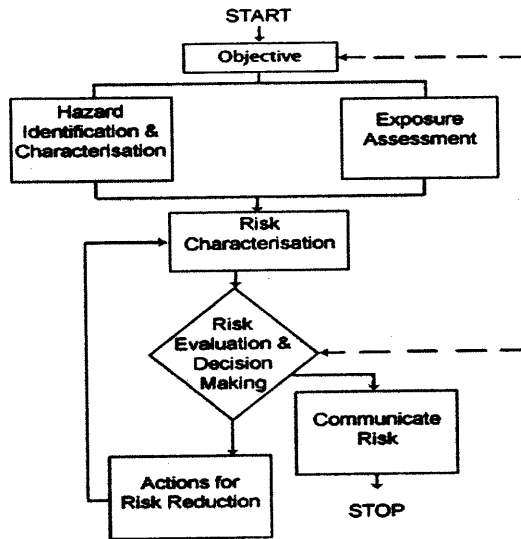 START
Objective
Hazard
Identification &
Characterisation
Exposure
Assessment
Risk
Characterisation
Risk
Evaluation &
Decision
Making
Communicate
Risk
Actions for
Risk Reduction
STOP